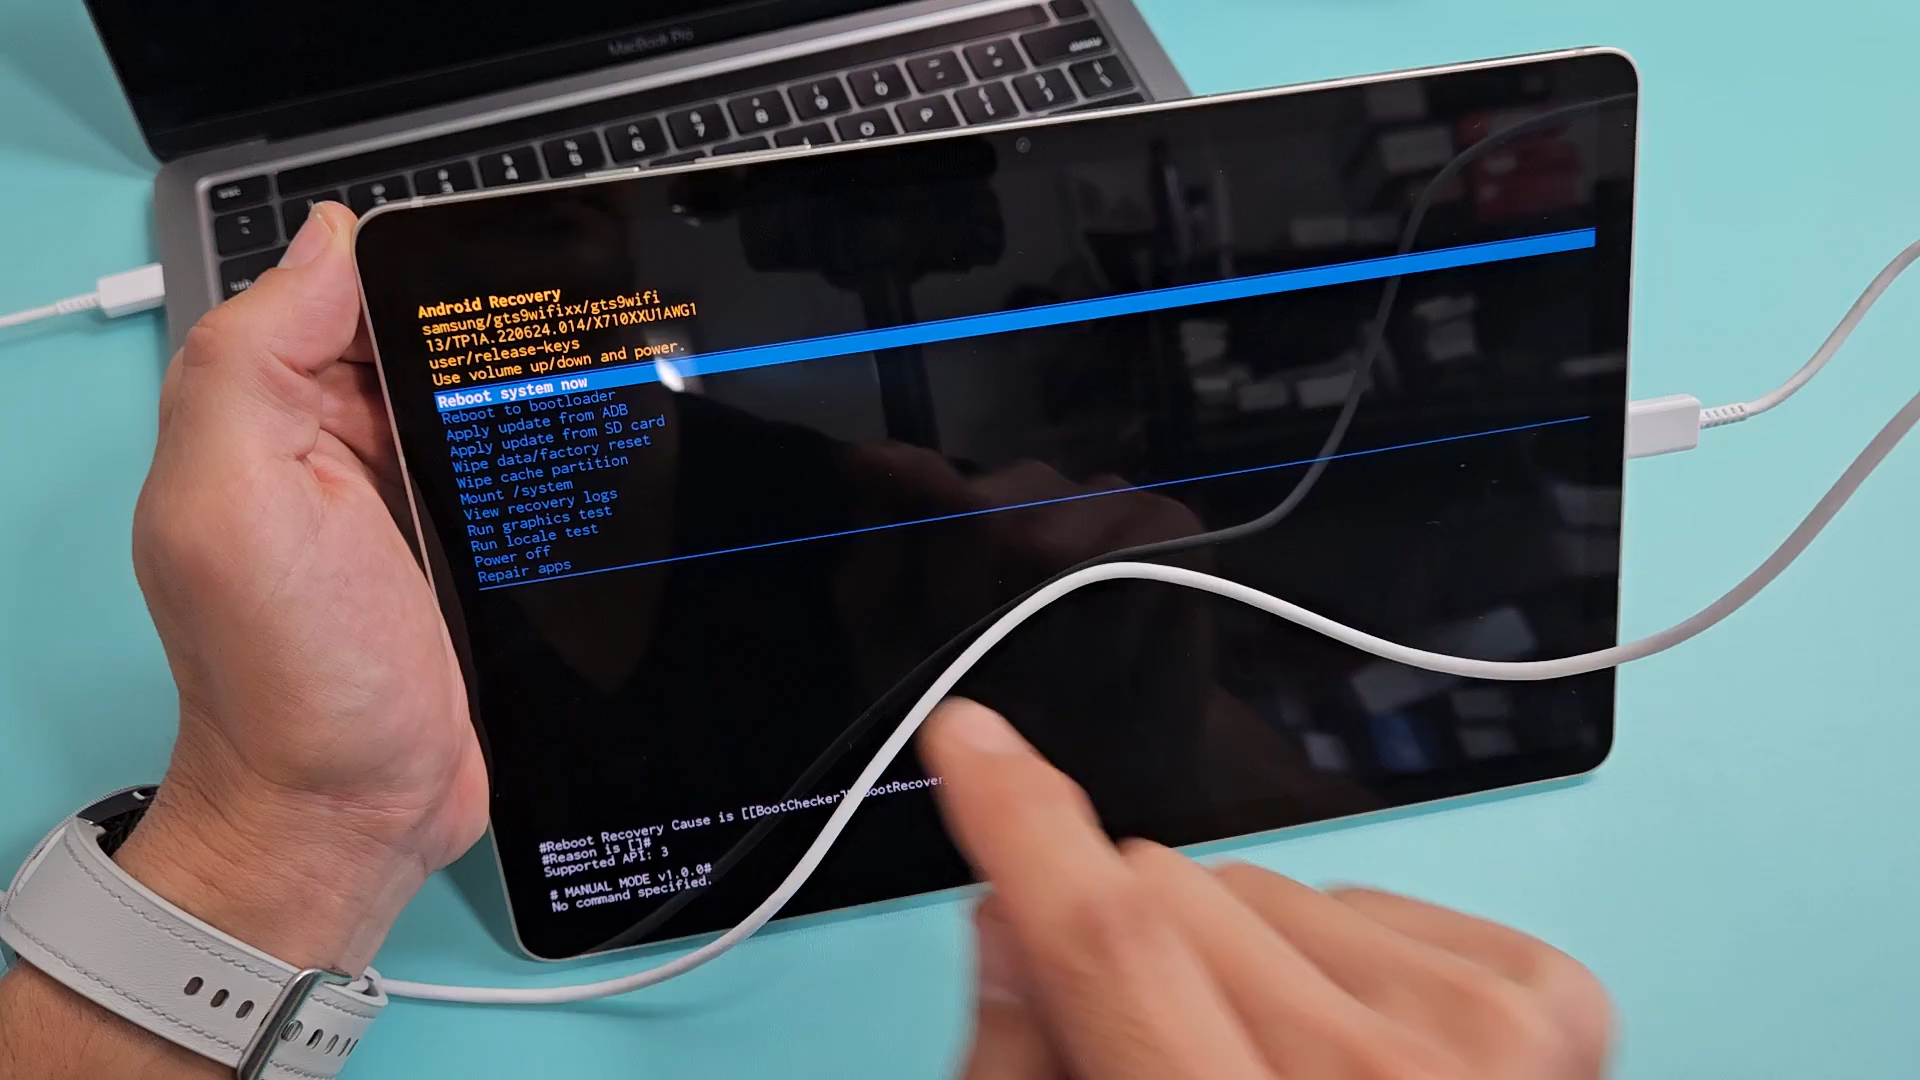 MacBook Pro
esc
Android Recovery
samsung/gts9wifixx/gts9wifi
13/TP1A.220624.014/X710XXU1AWG1
user/release-keys
Use volume up/down and power.
Reboot system now
Reboot to bootloader
Apply update from ADB
Apply update from SD card
Wipe data/factory reset
Wipe cache partition
Mount /system
View recovery logs
Run graphics test
Run locale test
Power off
Repair apps
#Reboot Recovery Cause is [[BootChecker]
#Reason is []#
Supported API: 3
# MANUAL MODE v1.0.0#
No command specified.